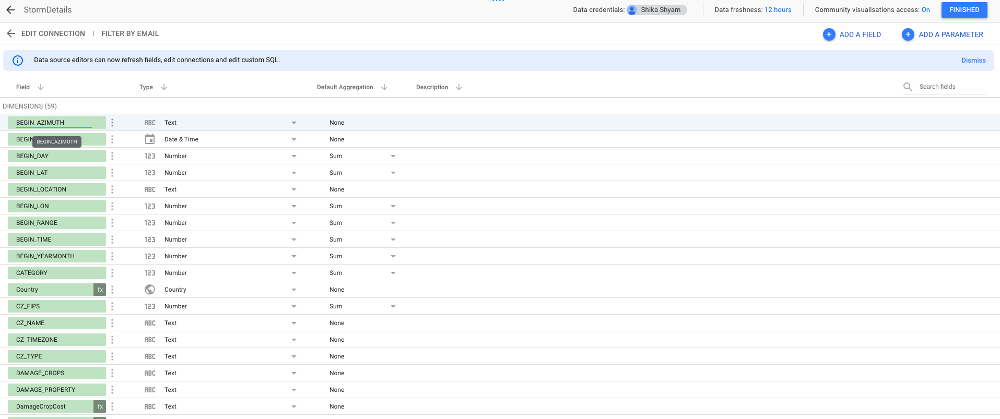 StormDetails Data credentials: Shika Shyam Data freshness: 12 hours Community visualisations access: On FINISHED
EDIT CONNECTION | FILTER BY EMAIL ADD A FIELD ADD A PARAMETER
Data source editors can now refresh fields, edit connections and edit custom SQL. Dismiss
Field Type Default Aggregation Description Search fields
DIMENSIONS (59)
BEGIN_AZIMUTH ABC Text None
BEGIN Date & Time None
BEGIN_AZIMUTH
BEGIN_DAY 123 Number Sum
BEGIN_LAT 123 Number Sum
BEGIN_LOCATION ABC Text None
BEGIN_LON 123 Number Sum
BEGIN_RANGE 123 Number Sum
BEGIN_TIME 123 Number Sum
BEGIN_YEARMONTH 123 Number Sum
CATEGORY 123 Number Sum
Country fx Country None
CZ_FIPS 123 Number Sum
CZ_NAME ABC Text None
CZ_TIMEZONE ABC Text None
CZ_TYPE ABC Text None
DAMAGE_CROPS ABC Text None
DAMAGE_PROPERTY ABC Text None
DamageCropCost fx ABC Text None